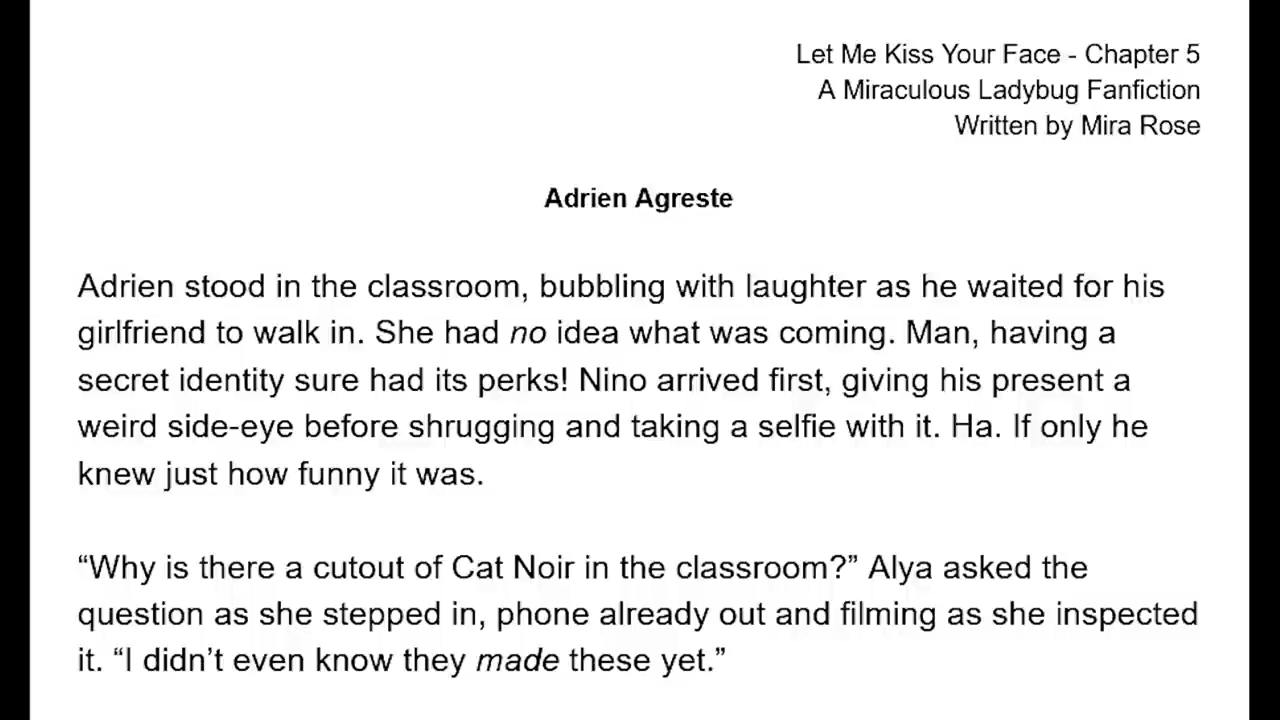 Let Me Kiss Your Face - Chapter 5
A Miraculous Ladybug Fanfiction
Written by Mira Rose
Adrien Agreste
Adrien stood in the classroom, bubbling with laughter as he waited for his
girlfriend to walk in. She had no idea what was coming. Man, having a
secret identity sure had its perks! Nino arrived first, giving his present a
weird side-eye before shrugging and taking a selfie with it. Ha. If only he
knew just how funny it was.
“Why is there a cutout of Cat Noir in the classroom?” Alya asked the
question as she stepped in, phone already out and filming as she inspected
it. “I didn’t even know they made these yet.”